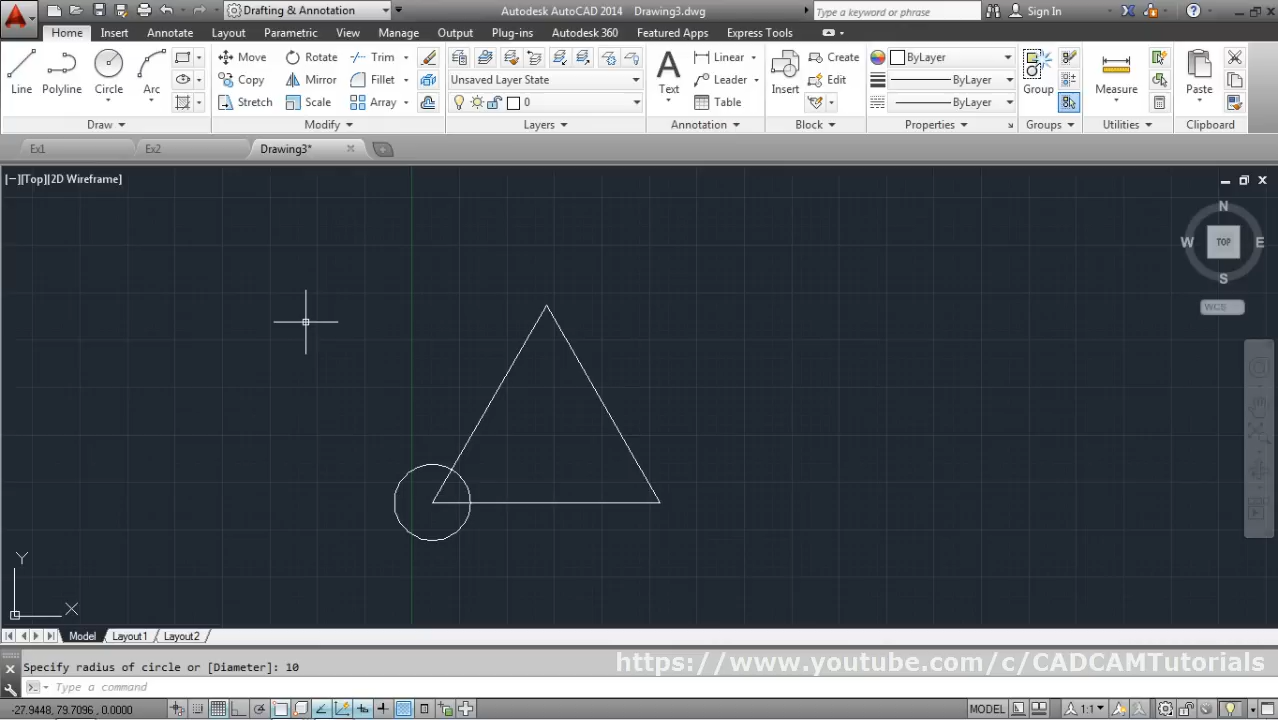 Drafting & Annotation
Autodesk AutoCAD 2014 Drawing3.dwg
Type a keyword or phrase
Sign In
Home Insert Annotate Layout Parametric View Manage Output Plug-ins Autodesk 360 Featured Apps Express Tools
Line Polyline Circle Arc
Move Rotate Trim
Copy Mirror Fillet
Stretch Scale Array
Unsaved Layer State
0
Text
Linear
Leader
Table
Insert
Create
Edit
ByLayer
ByLayer
ByLayer
Group
Measure
Paste
Draw Modify Layers Annotation Block Properties Groups Utilities Clipboard
Ex1 Ex2 Drawing3*
[−][Top][2D Wireframe]
N
W TOP E
S
WCS
Y
X
Model Layout1 Layout2
Specify radius of circle or [Diameter]: 10
https://www.youtube.com/c/CADCAMTutorials
Type a command
-27.9448, 79.7096, 0.0000
MODEL
1:1